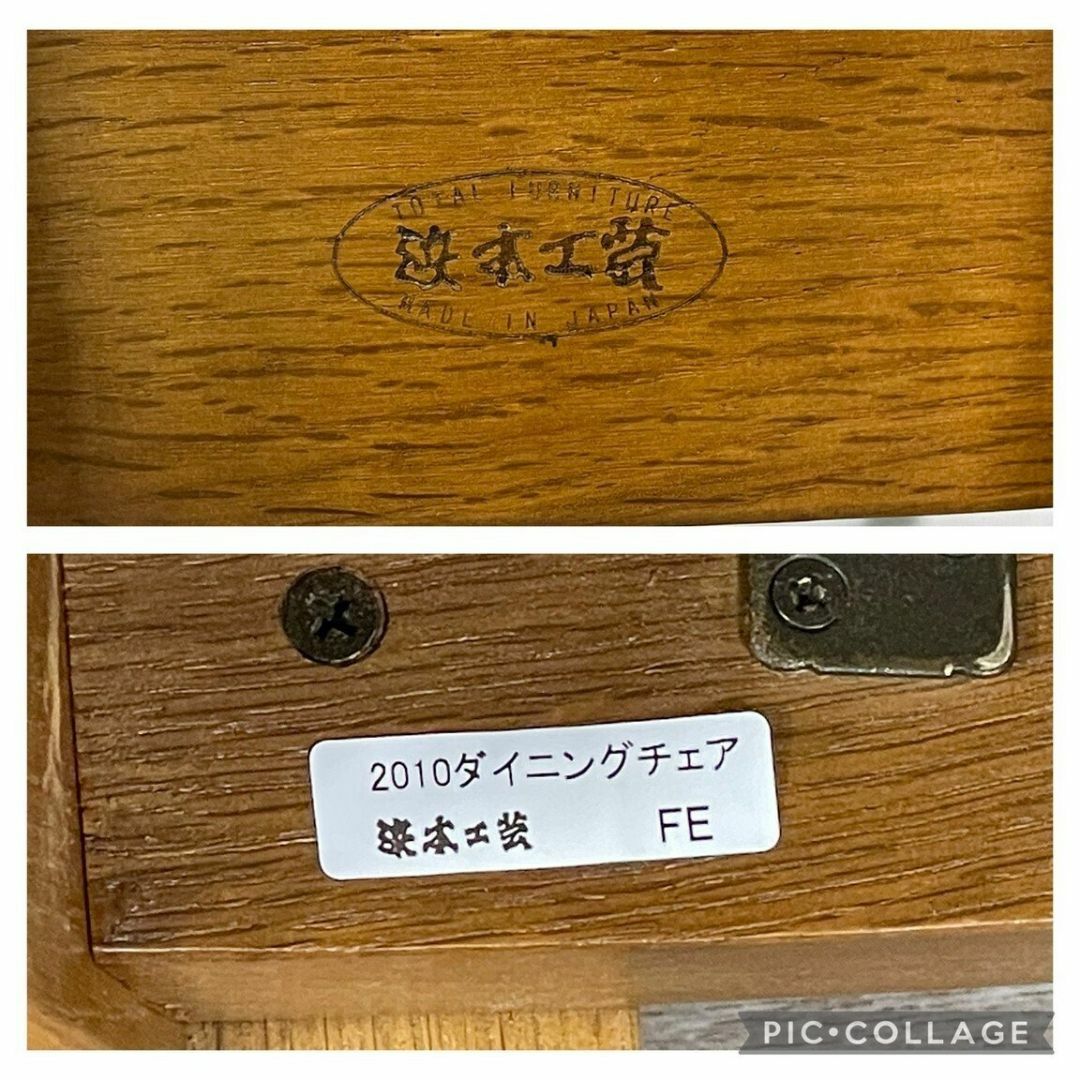 TOTAL FURNITURE
浜本工芸
MADE IN JAPAN
2010ダイニングチェア
浜本工芸 FE
PIC•COLLAGE